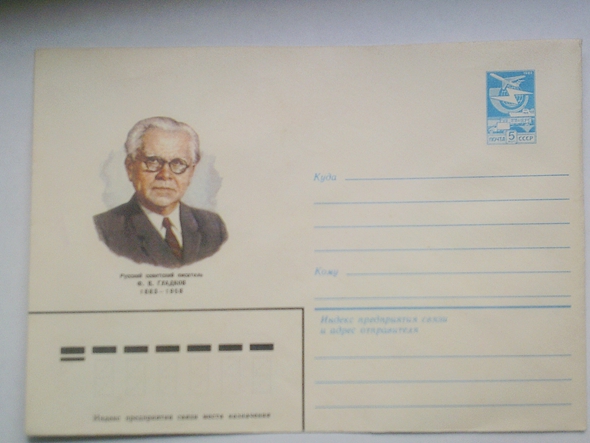 ПОЧТА 5 СССР
Куда
Русский советский писатель
Ф. В. ГЛАДКОВ
1883-1958
Кому
Индекс предприятия связи
и адрес отправителя
Индекс предприятия связи места назначения